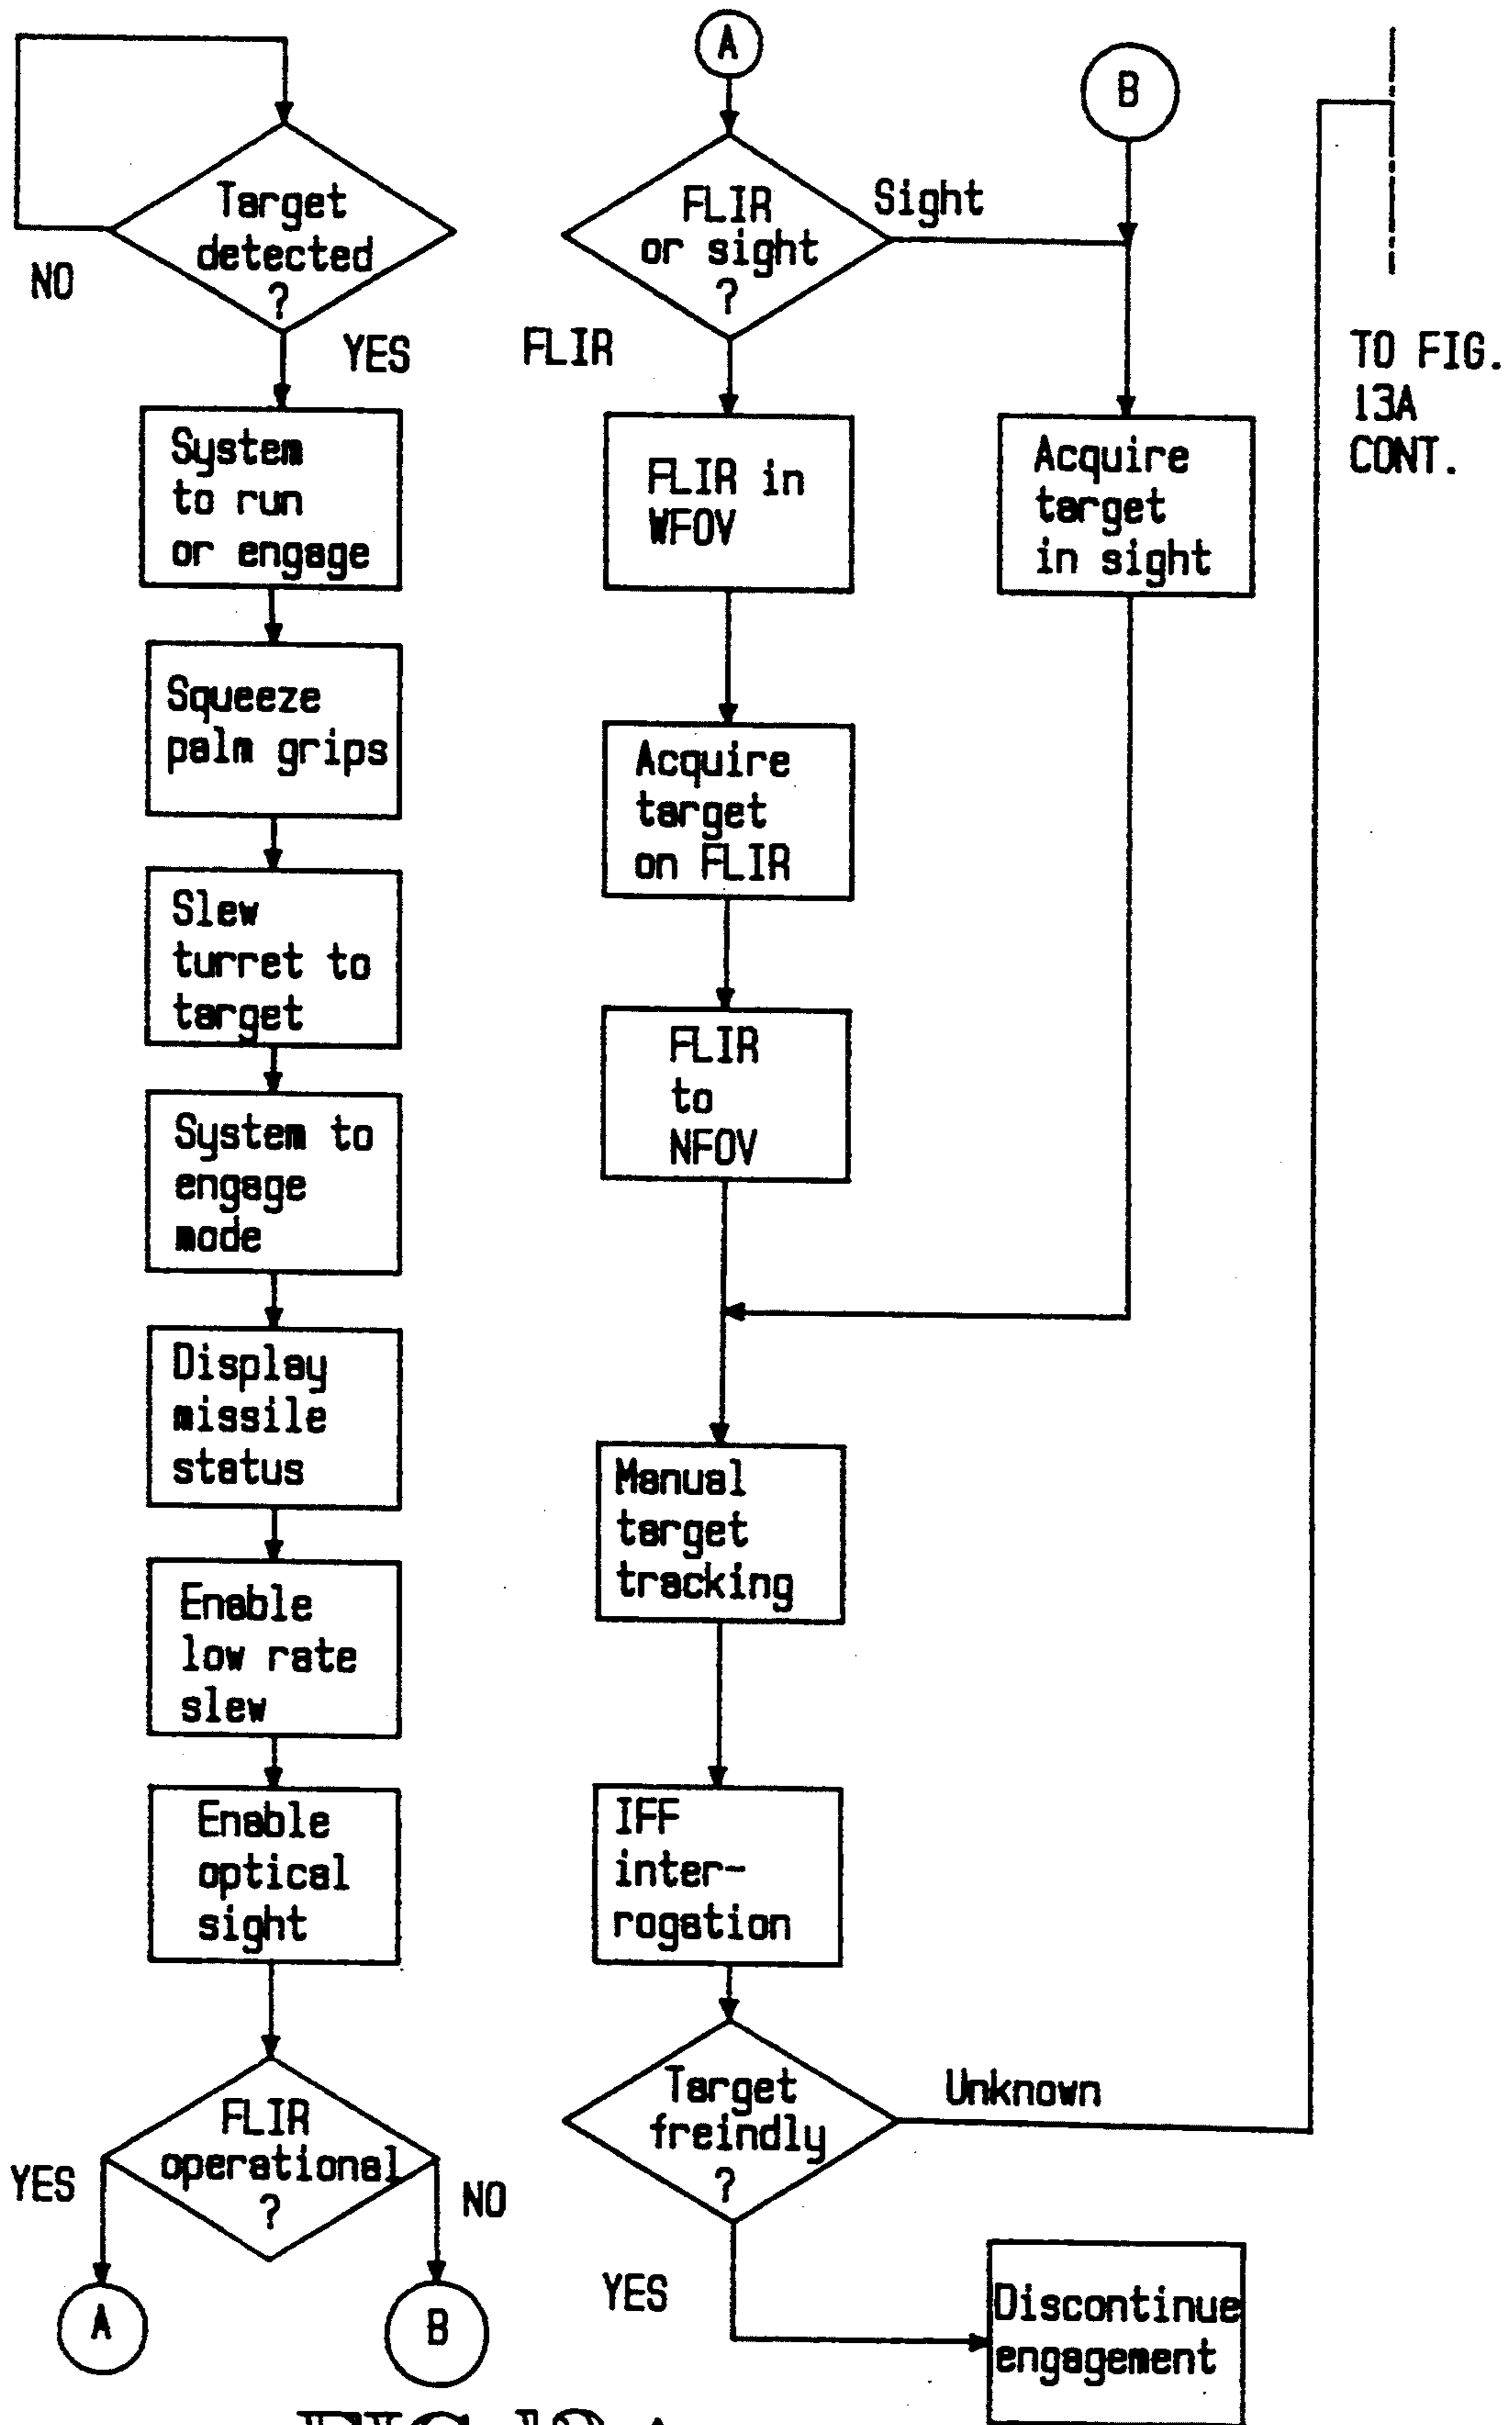 Target
detected
?
NO
YES
System
to run
or engage
Squeeze
palm grips
Slew
turret to
target
System to
engage
mode
Display
missile
status
Enable
low rate
slew
Enable
optical
sight
FLIR
operational
?
YES
NO
A
B
A
FLIR
or sight
?
Sight
FLIR
FLIR in
WFOV
Acquire
target
on FLIR
FLIR
to
NFOV
Manual
target
tracking
IFF
inter-
rogation
Target
freindly
?
Unknown
YES
Discontinue
engagement
B
Acquire
target
in sight
TO FIG.
13A
CONT.